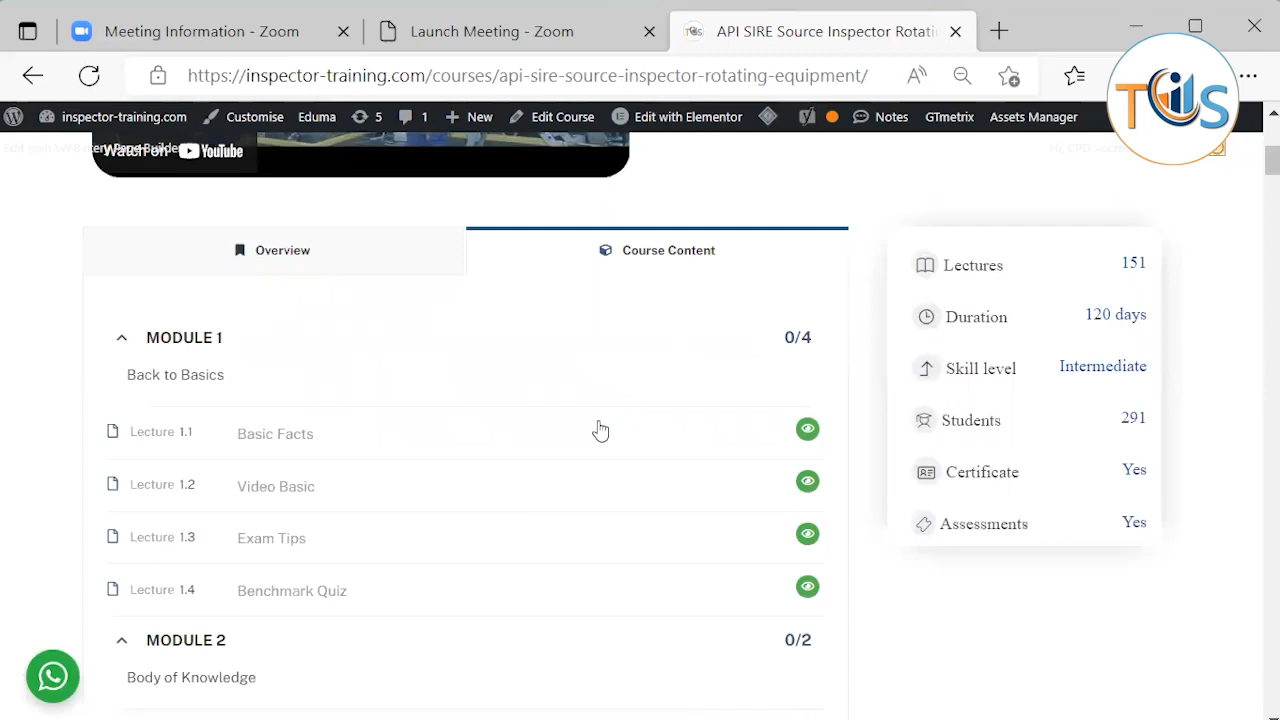 Meeting Information - Zoom
Launch Meeting - Zoom
API SIRE Source Inspector Rotati
https://inspector-training.com/courses/api-sire-source-inspector-rotating-equipment/
inspector-training.com
Customise
Eduma
5
1
New
Edit Course
Edit with Elementor
Notes
GTmetrix
Assets Manager
TCIS
Watch on YouTube
Overview
Course Content
MODULE 1 0/4
Back to Basics
Lecture 1.1 Basic Facts
Lecture 1.2 Video Basic
Lecture 1.3 Exam Tips
Lecture 1.4 Benchmark Quiz
MODULE 2 0/2
Body of Knowledge
Lectures 151
Duration 120 days
Skill level Intermediate
Students 291
Certificate Yes
Assessments Yes